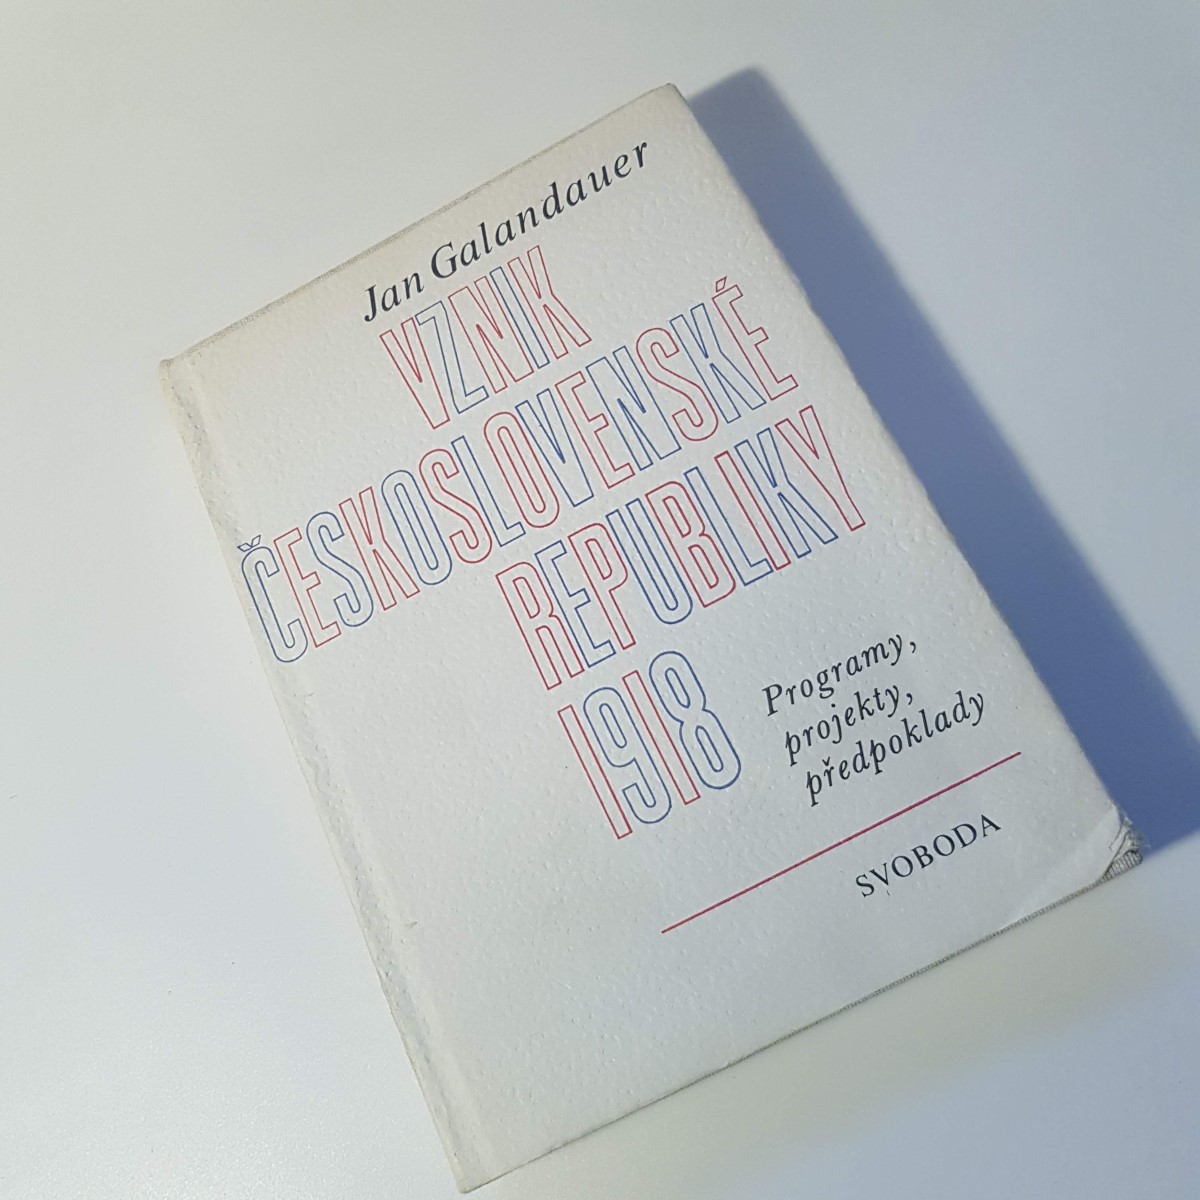 Jan Galandauer
VZNIK
ČESKOSLOVENSKÉ
REPUBLIKY
1918
Programy,
projekty,
předpoklady
SVOBODA